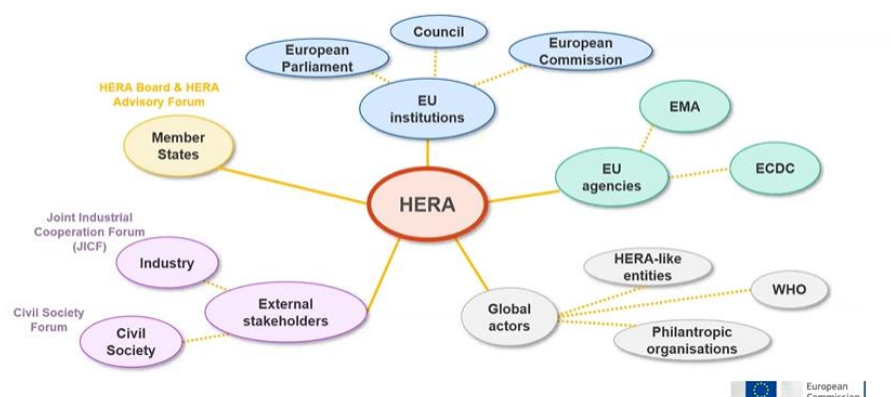 Council
European
Parliament
European
Commission
HERA Board & HERA
Advisory Forum
EU
institutions
EMA
Member
States
EU
agencies
ECDC
HERA
Joint Industrial
Cooperation Forum
(JICF)
Industry
HERA-like
entities
WHO
External
stakeholders
Global
actors
Civil Society
Forum
Civil
Society
Philantropic
organisations
European
Commission